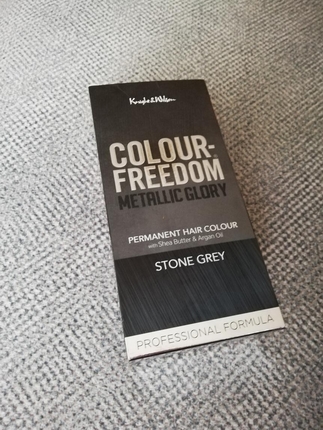 Knight & Wilson
COLOUR-
FREEDOM
METALLIC GLORY
PERMANENT HAIR COLOUR
with Shea Butter & Argan Oil
STONE GREY
PROFESSIONAL FORMULA